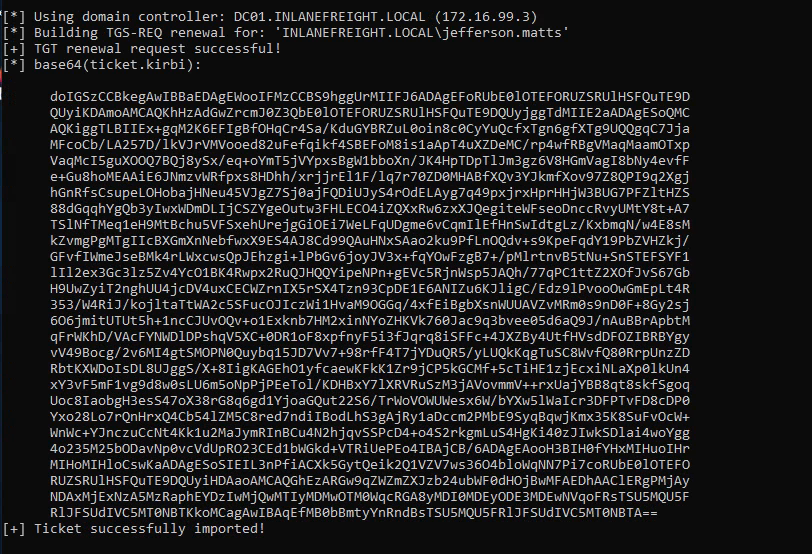 [*] Using domain controller: DC01.INLANEFREIGHT.LOCAL (172.16.99.3)
[*] Building TGS-REQ renewal for: 'INLANEFREIGHT.LOCAL\jefferson.matts'
[+] TGT renewal request successful!
[*] base64(ticket.kirbi):
doIGSzCCBkegAwIBBaEDAgEWooIFMzCCBS9hggUrMIIFJ6ADAgEFoRUbE0lOTEFORUZSRUlHSFQuTE9D
QUyiKDAmoAMCAQKhHzAdGwZrcmJ0Z3QbE0lOTEFORUZSRUlHSFQuTE9DQUyjggTdMIIE2aADAgESoQMC
AQKiggTLBIIEx+gqM2K6EFIgBfOHqCr4Sa/KduGYBRZuL0oin8c0CyYuQcfxTgn6gfXTg9UQQgqC7Jja
MFcoCb/LA257D/lkVJrVMVooed82uFefqikf4SBEFoM8is1aApT4uXZDeMC/rp4wfRBgVMaqMaamOTxp
VaqMcI5guXOOQ7BQj8ySx/eq+oYmT5jVYpxsBgW1bboXn/JK4HpTDpTlJm3gz6V8HGmVagI8bNy4evfF
e+Gu8hoMEAAiE6JNmzvWRfpxs8HDhh/xrjjrEl1F/lq7r70ZD0MHABfXQv3YJkmfXov97Z8QPI9q2Xgj
hGnRfsCsupeLOHobajHNeu45VJgZ7Sj0ajFQDiUJyS4rOdELAyg7q49pxjrxHprHHjW3BUG7PFZltHZS
88dGqqhYgQb3yIwxWDmDLIjCSZYgeOutw3FHLECO4iZQXxRw6zxXJQegiteWFseoDnccRvyUMtY8t+A7
TSlNfTMeq1eH9MtBchu5VFSxehUrejgGiOEi7WeLFqUDgme6vCqmIlEfHnSwIdtgLz/KxbmqN/w4E8sM
kZvmgPgMTgIIcBXGmXnNebfwxX9ES4AJ8Cd99QAuHNxSAao2ku9PfLnOQdv+s9KpeFqdY19PbZVHZkj/
GFvfIWmeJseBMk4rLWxcwsQpJEhzgi+lPbGv6joyJV3x+fqYOwFzgB7+/pMlrtnvB5tNu+SnSTEFSYF1
lIl2ex3Gc3lz5Zv4YcO1BK4Rwpx2RuQJHQQYipeNPn+gEVc5RjnWsp5JAQh/77qPC1ttZ2XOfJvS67Gb
H9UwZyiT2nghUU4jcDV4uxCECWZrnIX5rSX4Tzn93CpDE1E6ANIZu6KJligC/Edz9lPvooOwGmEpLt4R
353/W4RiJ/kojltaTtWA2c5SFucOJIczWi1HvaM9OGGq/4xfEiBgbXsnWUUAVZvMRm0s9nD0F+8Gy2sj
6O6jmitUTUt5h+1ncCJUvOQv+o1Exknb7HM2xinNYoZHKVk760Jac9q3bvee05d6aQ9J/nAuBBrApbtM
qFrWKhD/VAcFYNWDlDPshqV5XC+0DR1oF8xpfnyF5i3fJqrq8iSFFc+4JXZBy4UtfHVsdDFOZIBRBYgy
vV49Bocg/2v6MI4gtSMOPN0Quybq15JD7Vv7+98rfF4T7jYDuQR5/yLUQkKqgTuSC8WvfQ80RrpUnzZD
RbtKXWDoIsDL8UJggS/X+8IigKAGEhO1yfcaewKFkK1Zr9jCP5kGCMf+5cTiHE1zjEcxiNLaXp0lkUn4
xY3vF5mF1vg9d8w0sLU6m5oNpPjPEeTol/KDHBxY7lXRVRuSzM3jAVovmmV++rxUajYBB8qt8skfSgoq
Uoc8IaobgH3esS47oX38rG8q6gd1YjoaGQut22S6/TrWoVOWUWesx6W/bYXw5lWaIcr3DFPTvFD8cDP0
Yxo28Lo7rQnHrxQ4Cb54lZM5C8red7ndiIBodLhS3gAjRy1aDccm2PMbE9SyqBqwjKmx35K8SuFvOcW+
WnWc+YJnczuCcNt4Kk1u2MaJymRInBCu4N2hjqvSSPcD4+o4S2rkgmLuS4HgKi40zJIwkSDlai4woYgg
4o235M25bODavNp0vcVdUpRO23CEd1bWGkd+VTRiUePEo4IBAjCB/6ADAgEAooH3BIH0fYHxMIHuoIHr
MIHoMIHloCswKaADAgESoSIEIL3nPfiACXk5GytQeik2Q1VZV7ws36O4bloWqNN7Pi7coRUbE0lOTEFO
RUZSRUlHSFQuTE9DQUyiHDAaoAMCAQGhEzARGw9qZWZmZXJzb24ubWF0dHOjBwMFAEDhAAClERgPMjAy
NDAxMjExNzA5MzRaphEYDzIwMjQwMTIyMDMwOTM0WqcRGA8yMDI0MDEyODE3MDEwNVqoFRsTSU5MQU5F
RlJFSUdIVC5MT0NBTKkoMCagAwIBAqEfMB0bBmtyYnRndBsTSU5MQU5FRlJFSUdIVC5MT0NBTA==
[+] Ticket successfully imported!